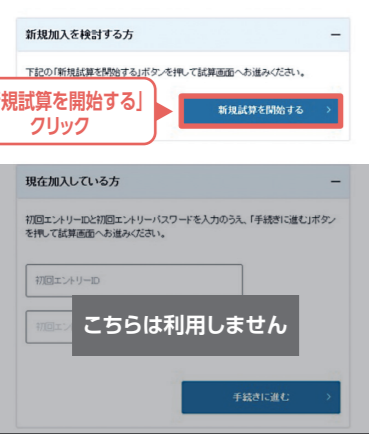 新規加入を検討する方
下記の「新規試算を開始する」ボタンを押して試算画面へお進みください。
規試算を開始する」
クリック
新規試算を開始する
現在加入している方
初回エントリーIDと初回エントリーパスワードを入力のうえ、「手続きに進む」ボタン
を押して試算画面へお進みください。
初回エントリーID
初回エン
こちらは利用しません
手続きに進む